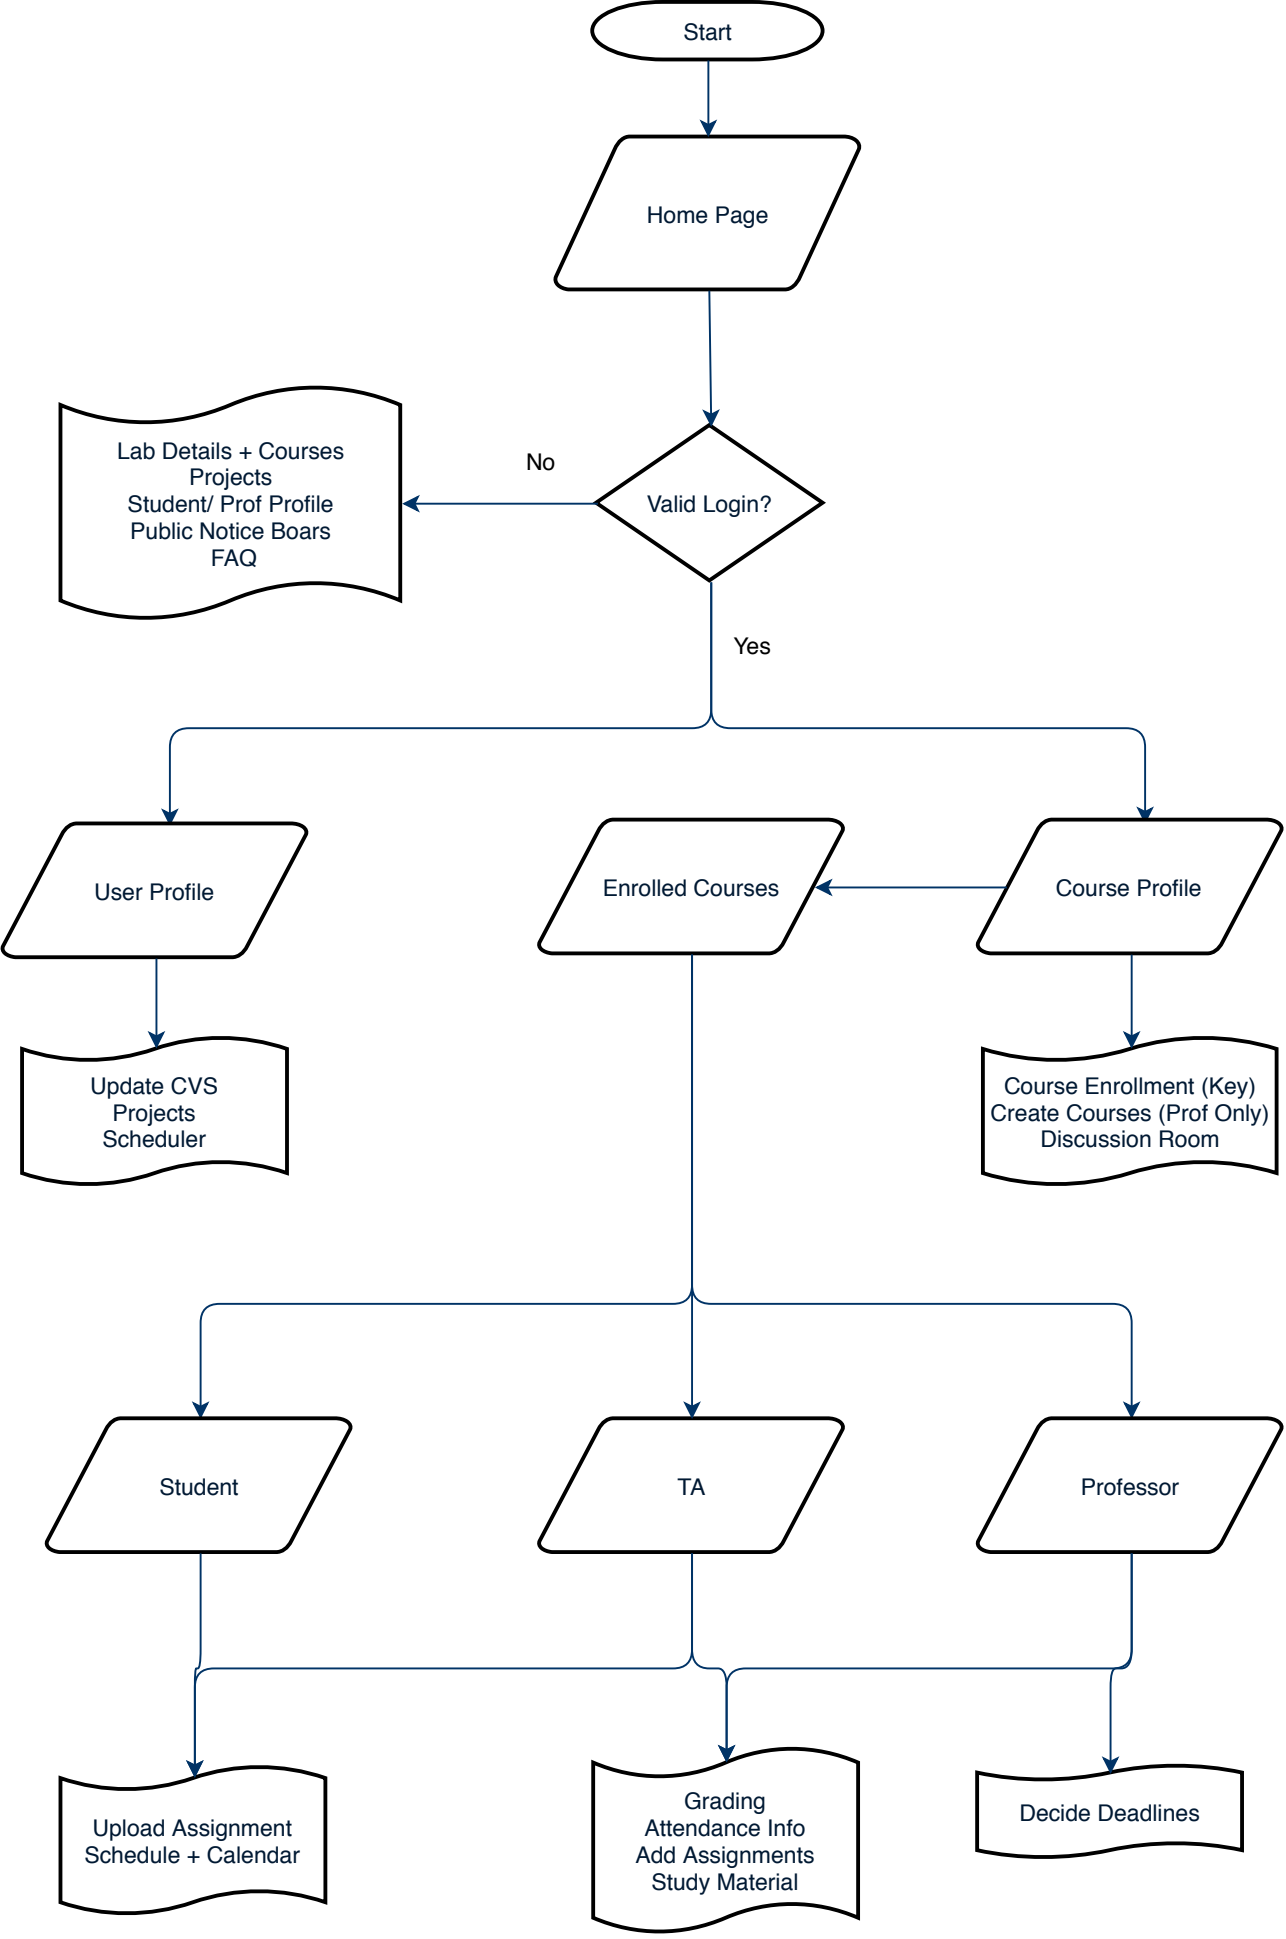 Start
Home Page
Lab Details + Courses
Projects
Student/ Prof Profile
Public Notice Boars
FAQ
No
Valid Login?
Yes
User Profile
Enrolled Courses
Course Profile
Update CVS
Projects
Scheduler
Course Enrollment (Key)
Create Courses (Prof Only)
Discussion Room
Student
TA
Professor
Upload Assignment
Schedule + Calendar
Grading
Attendance Info
Add Assignments
Study Material
Decide Deadlines